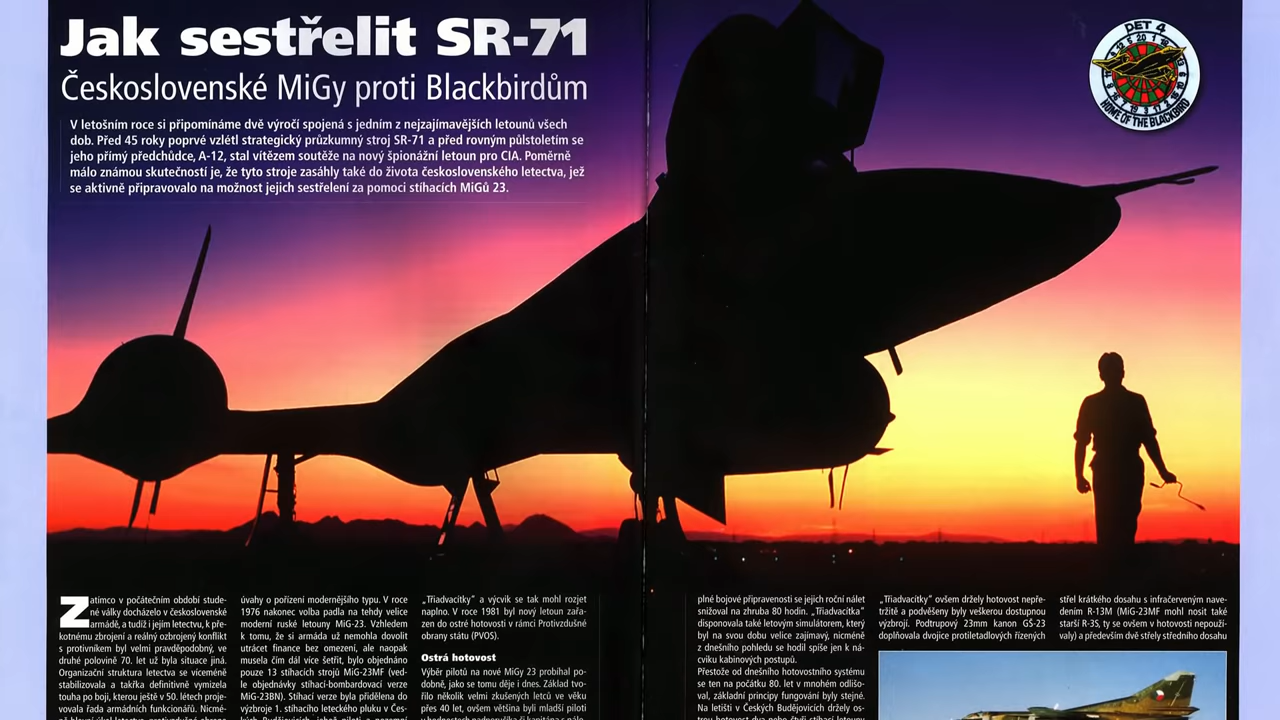 Jak sestřelit SR-71
Československé MiGy proti Blackbirdům
V letošním roce si připomínáme dvě výročí spojená s jedním z nejzajímavějších letounů všech
dob. Před 45 roky poprvé vzlétl strategický průzkumný stroj SR-71 a před rovným půlstoletím se
jeho přímý předchůdce, A-12, stal vítězem soutěže na nový špionážní letoun pro CIA. Poměrně
málo známou skutečností je, že tyto stroje zasáhly také do života československého letectva, jež
se aktivně připravovalo na možnost jejich sestřelení za pomoci stíhacích MiGů 23.
DET 4
HOME OF THE BLACKBIRD
Zatímco v počátečním období stude-
né války docházelo v československé
armádě, a tudíž i jejím letectvu, k pře-
kotnému zbrojení a reálný ozbrojený konflikt
s protivníkem byl velmi pravděpodobný, ve
druhé polovině 70. let už byla situace jiná.
Organizační struktura letectva se víceméně
stabilizovala a takřka definitivně vymizela
touha po boji, kterou ještě v 50. létech proje-
vovala řada armádních funkcionářů. Nicmé-
úvahy o pořízení modernějšího typu. V roce
1976 nakonec volba padla na tehdy velice
moderní ruské letouny MiG-23. Vzhledem
k tomu, že si armáda už nemohla dovolit
utrácet finance bez omezení, ale naopak
musela čím dál více šetřit, bylo objednáno
pouze 13 stíhacích strojů MiG-23MF (ved-
le objednávky stíhací-bombardovací verze
MiG-23BN). Stíhací verze byla přidělena do
výzbroje 1. stíhacího leteckého pluku v Čes-
„Třiadvacítky“ a výcvik se tak mohl rozjet
naplno. V roce 1981 byl nový letoun zařa-
zen do ostré hotovosti v rámci Protivzdušné
obrany státu (PVOS).
Ostrá hotovost
Výběr pilotů na nové MiGy 23 probíhal po-
dobně, jako se tomu děje i dnes. Základ tvo-
řilo několik velmi zkušených letců ve věku
přes 40 let, ovšem většina byli mladí piloti
plné bojové připravenosti se jejich roční nálet
snižoval na zhruba 80 hodin. „Třiadvacítka“
disponovala také letovým simulátorem, který
byl na svou dobu velice zajímavý, nicméně
z dnešního pohledu se hodil spíše jen k ná-
cviku kabinových postupů.
Přestože od dnešního hotovostního systému
se ten na počátku 80. let v mnohém odlišo-
val, základní principy fungování byly stejné.
Na letišti v Českých Budějovicích držely os-
trou hotovost dva nebo čtyři stíhací letouny
„Třiadvacítky“ ovšem držely hotovost nepře-
tržitě a podvěšeny byly veškerou dostupnou
výzbrojí. Podtrupový 23mm kanon GŠ-23
doplňovala dvojice protiletadlových řízených
střel krátkého dosahu s infračerveným nave-
dením R-13M (MiG-23MF mohl nosit také
starší R-3S, ty se ovšem v hotovosti nepouží-
valy) a především dvě střely středního dosahu